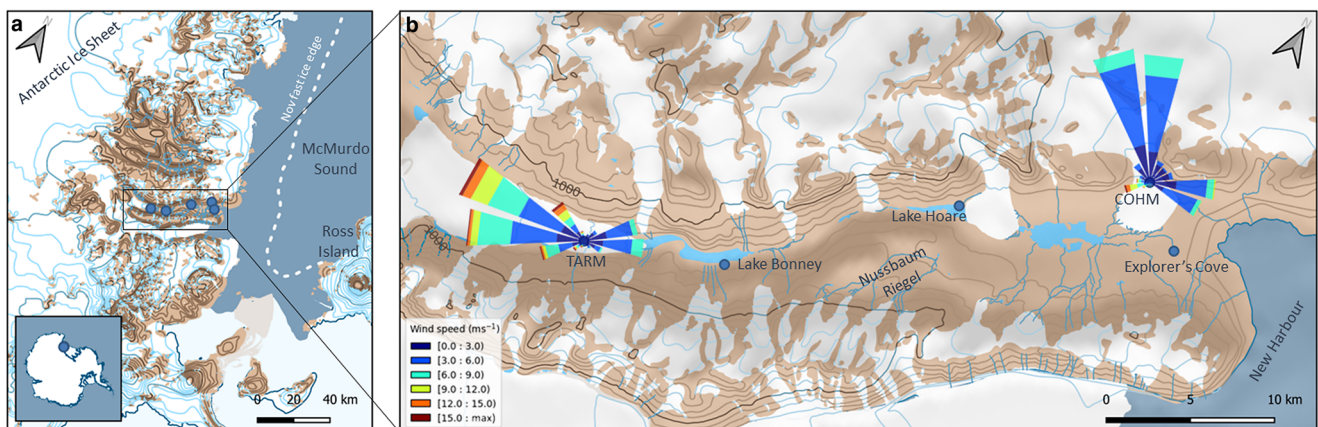 a
Antarctic Ice Sheet
Nov fast ice edge
McMurdo
Sound
Ross
Island
0 20 40 km
b
1000
1000
TARM
Lake Bonney
Lake Hoare
Nussbaum
Riegel
COHM
Explorer's Cove
New Harbour
Wind speed (ms⁻¹)
[0.0 : 3.0)
[3.0 : 6.0)
[6.0 : 9.0)
[9.0 : 12.0)
[12.0 : 15.0)
[15.0 : max)
0 5 10 km